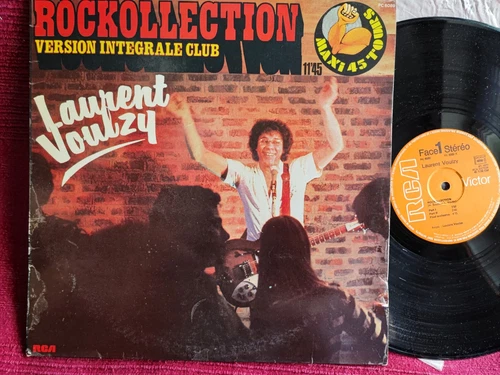 ROCKOLLECTION
VERSION INTEGRALE CLUB
11'45
MAXI 45 TOURS
Laurent
Voulzy
RCA
RCA
Victor
Face 1 Stéréo
Laurent Voulzy